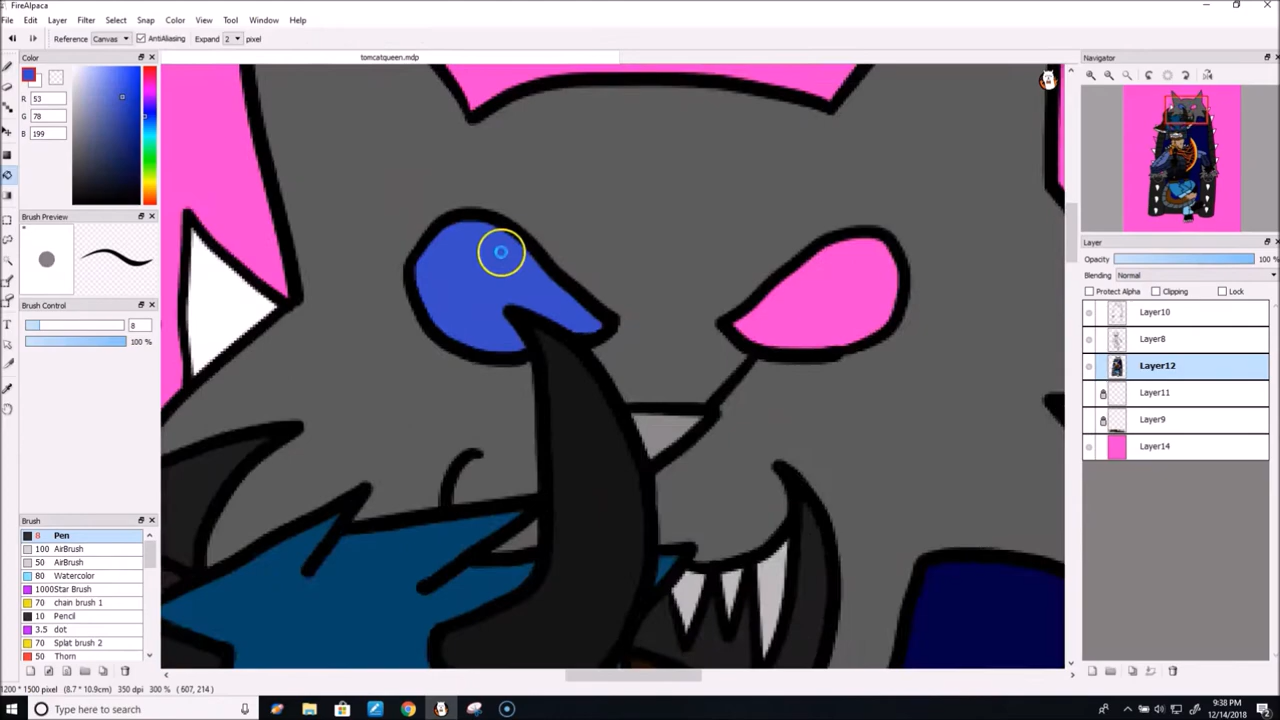 FireAlpaca
File Edit Layer Filter Select Snap Color View Tool Window Help
Reference Canvas AntiAliasing Expand 2 pixel
Color
tomcatqueen.mdp
Navigator
R 53
G 78
B 199
Brush Preview
Brush Control
8
100 %
Brush
8 Pen
100 AirBrush
50 AirBrush
80 Watercolor
1000 Star Brush
70 chain brush 1
10 Pencil
3.5 dot
70 Splat brush 2
50 Thorn
Layer
Opacity 100 %
Blending Normal
Protect Alpha Clipping Lock
Layer10
Layer8
Layer12
Layer11
Layer9
Layer14
1200 * 1500 pixel (8.7 * 10.9cm) 350 dpi 300 % ( 607, 214 )
Type here to search
9:38 PM
12/14/2018